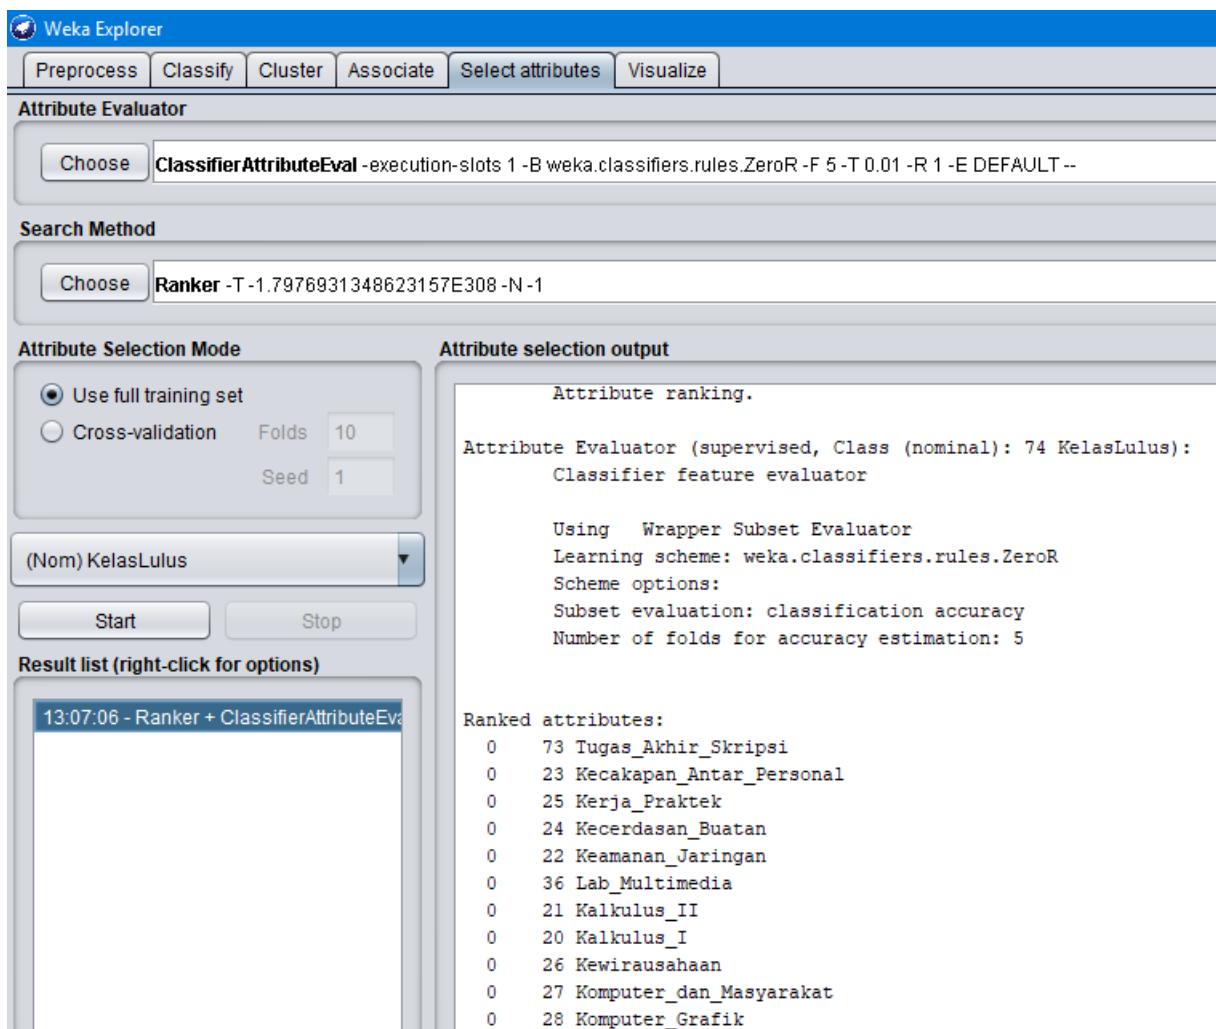 Weka Explorer
Preprocess Classify Cluster Associate Select attributes Visualize
Attribute Evaluator
Choose ClassifierAttributeEval -execution-slots 1 -B weka.classifiers.rules.ZeroR -F 5 -T 0.01 -R 1 -E DEFAULT --
Search Method
Choose Ranker -T -1.7976931348623157E308 -N -1
Attribute Selection Mode
Use full training set
Cross-validation Folds 10
Seed 1
(Nom) KelasLulus
Start Stop
Result list (right-click for options)
13:07:06 - Ranker + ClassifierAttributeEva
Attribute selection output
Attribute ranking.
Attribute Evaluator (supervised, Class (nominal): 74 KelasLulus):
Classifier feature evaluator
Using Wrapper Subset Evaluator
Learning scheme: weka.classifiers.rules.ZeroR
Scheme options:
Subset evaluation: classification accuracy
Number of folds for accuracy estimation: 5
Ranked attributes:
0 73 Tugas_Akhir_Skripsi
0 23 Kecakapan_Antar_Personal
0 25 Kerja_Praktek
0 24 Kecerdasan_Buatan
0 22 Keamanan_Jaringan
0 36 Lab_Multimedia
0 21 Kalkulus_II
0 20 Kalkulus_I
0 26 Kewirausahaan
0 27 Komputer_dan_Masyarakat
0 28 Komputer_Grafik